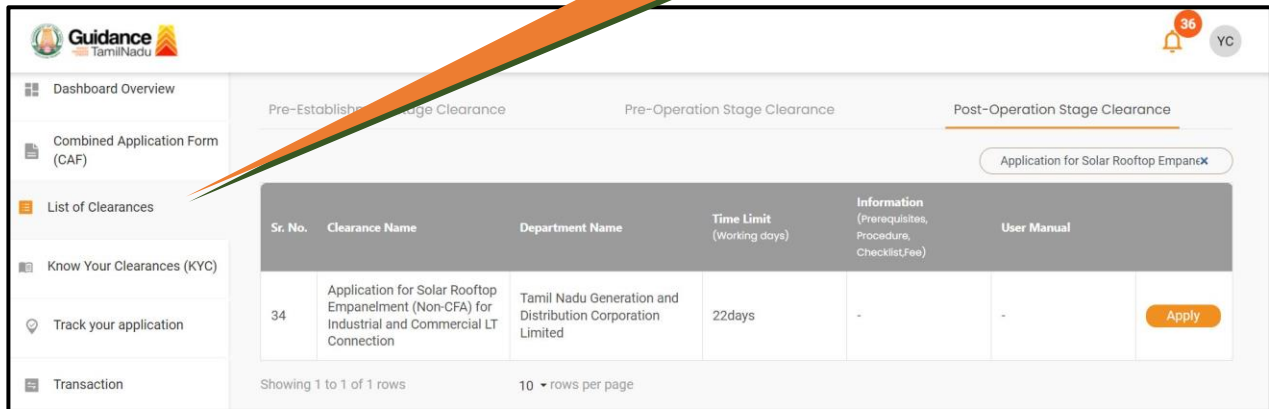 Guidance
TamilNadu
36
YC
Dashboard Overview
Combined Application Form
(CAF)
List of Clearances
Know Your Clearances (KYC)
Track your application
Transaction
Pre-Establishm age Clearance
Pre-Operation Stage Clearance
Post-Operation Stage Clearance
Application for Solar Rooftop Empane
Sr. No.
Clearance Name
Department Name
Time Limit
(Working days)
Information
(Prerequisites,
Procedure,
Checklist,Fee)
User Manual
34
Application for Solar Rooftop
Empanelment (Non-CFA) for
Industrial and Commercial LT
Connection
Tamil Nadu Generation and
Distribution Corporation
Limited
22days
-
-
Apply
Showing 1 to 1 of 1 rows
10 rows per page